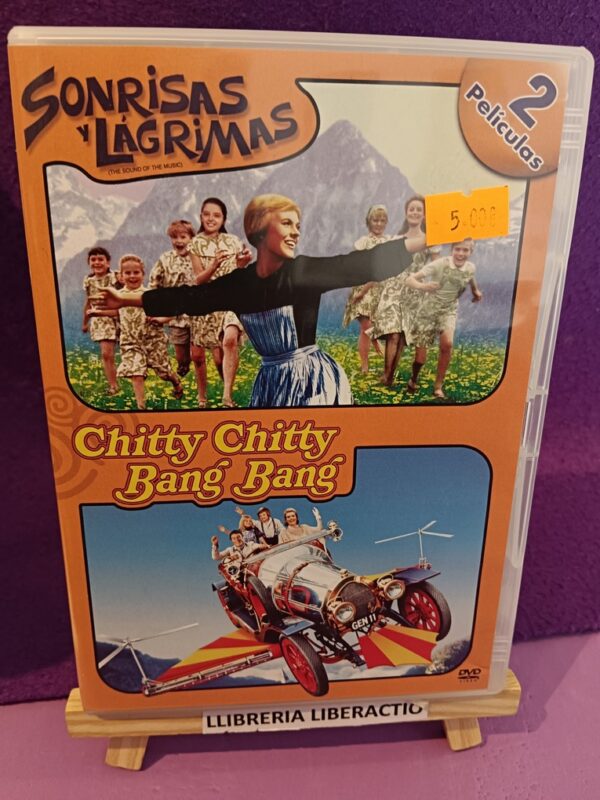 SONRISAS
Y LÁGRIMAS
(THE SOUND OF THE MUSIC)
2
Películas
5.00€
Chitty Chitty
Bang Bang
GEN 11
DVD
VIDEO
LLIBRERIA LIBERACTIO